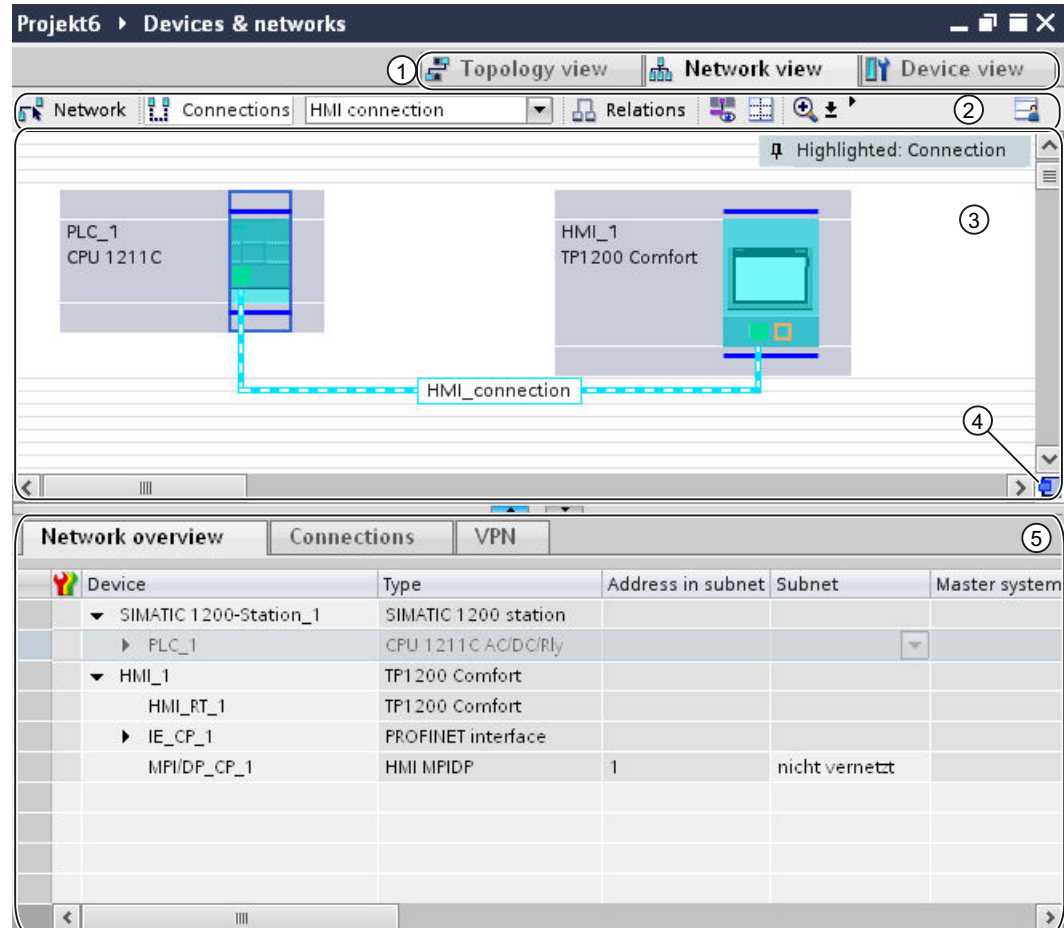 Projekt6 ▸ Devices & networks
1 Topology view Network view Device view
Network Connections HMI connection Relations 2
Highlighted: Connection
3
PLC_1
CPU 1211C
HMI_1
TP1200 Comfort
HMI_connection
4
Network overview Connections VPN 5
Device Type Address in subnet Subnet Master system
SIMATIC 1200-Station_1 SIMATIC 1200 station
PLC_1 CPU 1211C AC/DC/Rly
HMI_1 TP1200 Comfort
HMI_RT_1 TP1200 Comfort
IE_CP_1 PROFINET interface
MPI/DP_CP_1 HMI MPIDP 1 nicht vernetzt